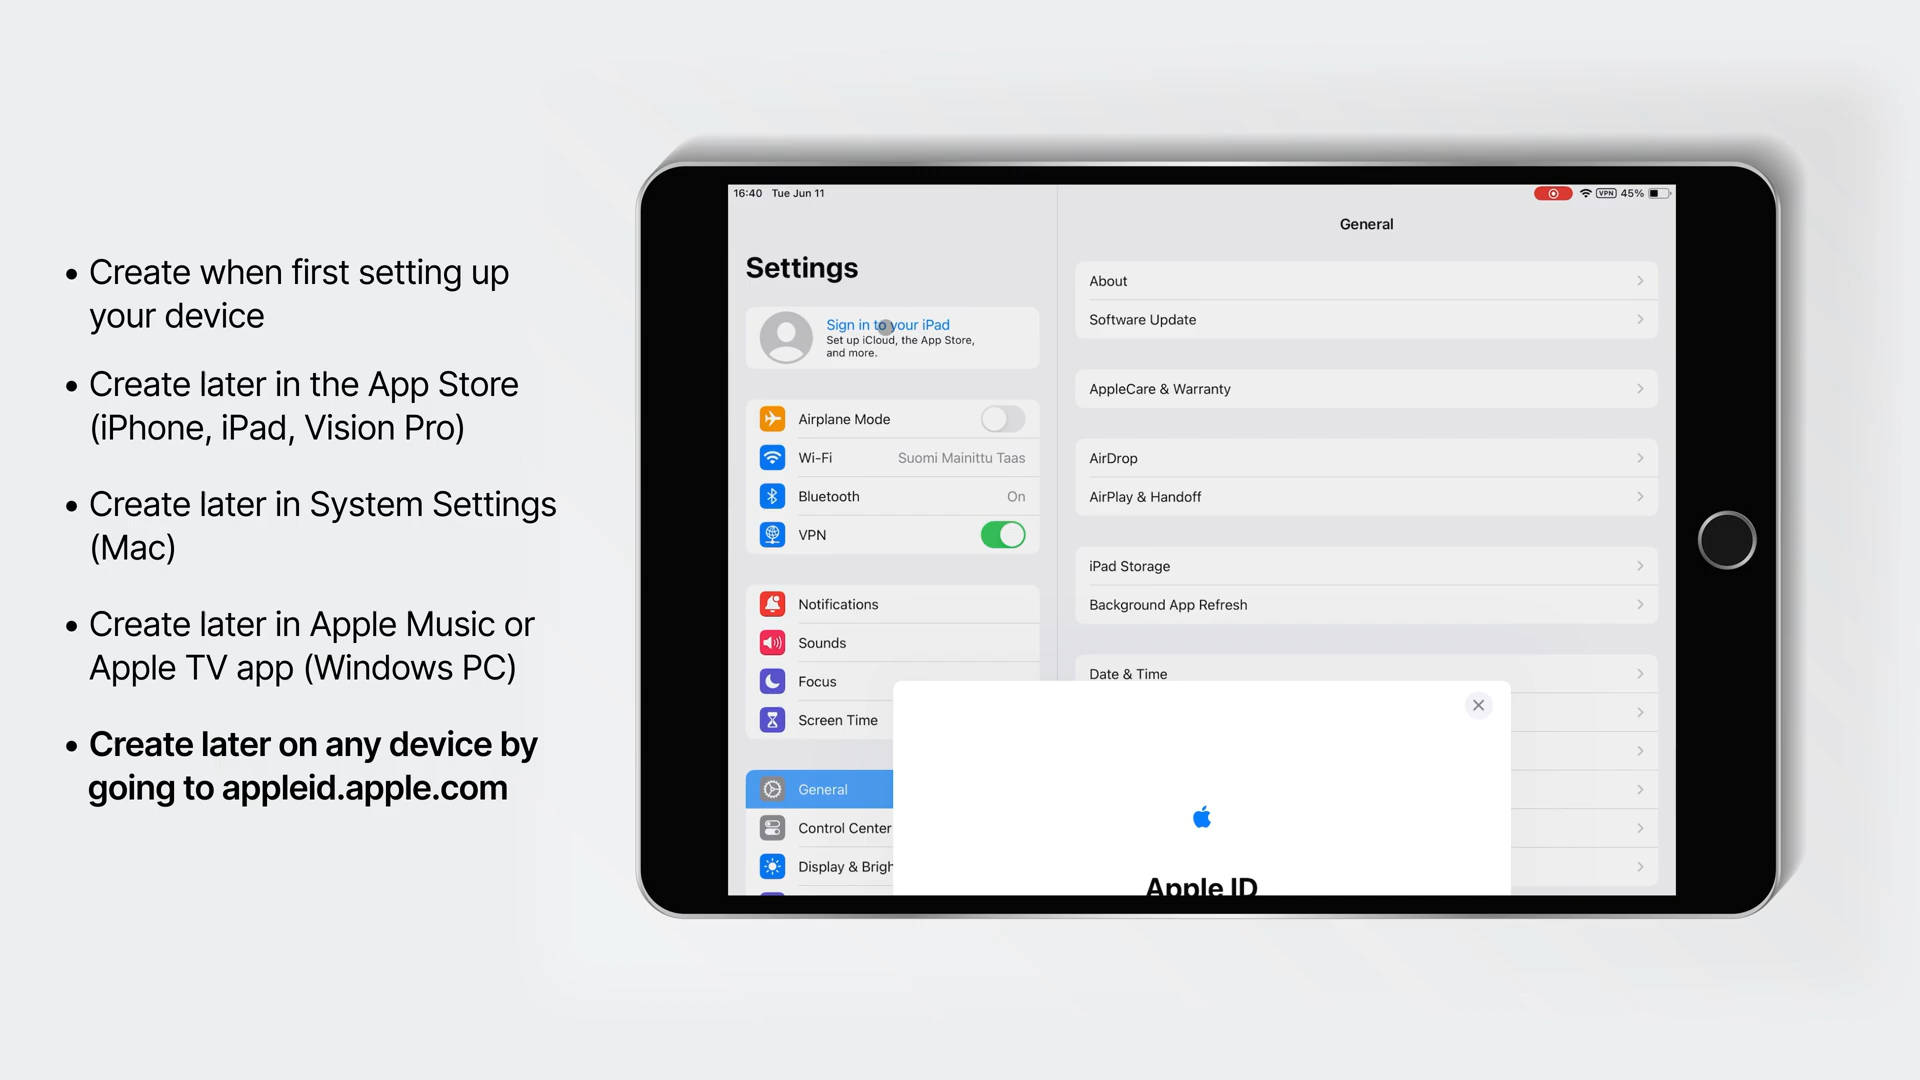 • Create when first setting up
your device
• Create later in the App Store
(iPhone, iPad, Vision Pro)
• Create later in System Settings
(Mac)
• Create later in Apple Music or
Apple TV app (Windows PC)
• Create later on any device by
going to appleid.apple.com
16:40 Tue Jun 11
VPN 45%
Settings
Sign in to your iPad
Set up iCloud, the App Store,
and more.
Airplane Mode
Wi-Fi Suomi Mainittu Taas
Bluetooth On
VPN
Notifications
Sounds
Focus
Screen Time
General
Control Center
Display & Brigh
General
About
Software Update
AppleCare & Warranty
AirDrop
AirPlay & Handoff
iPad Storage
Background App Refresh
Date & Time
Apple ID